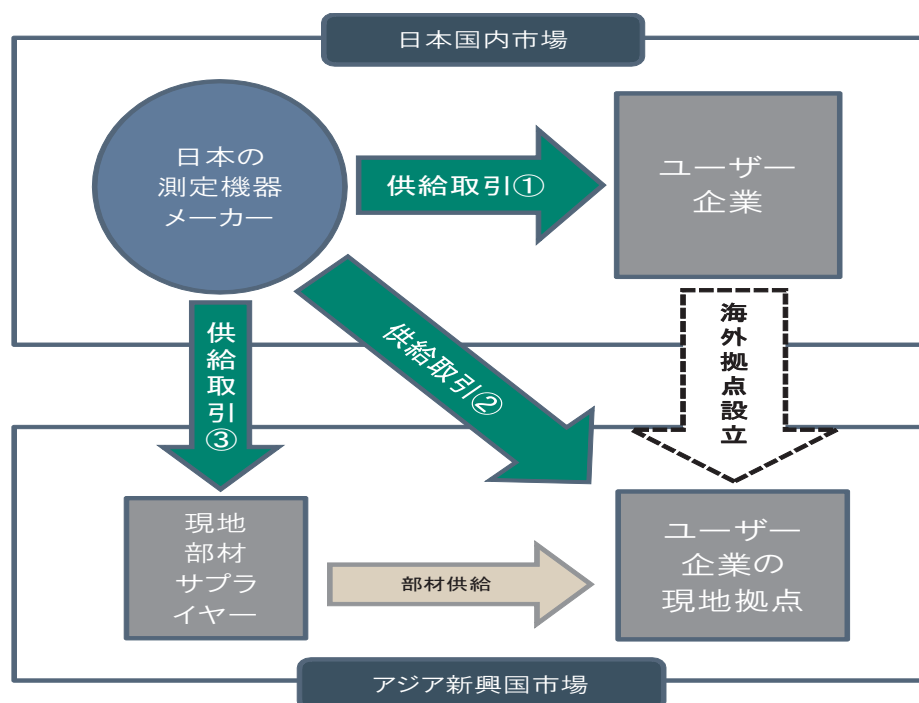 日本国内市場
日本の
測定機器
メーカー
供給取引①
ユーザー
企業
供給取引③
供給取引②
海外拠点設立
現地
部材
サプラ
イヤー
部材供給
ユーザー
企業の
現地拠点
アジア新興国市場